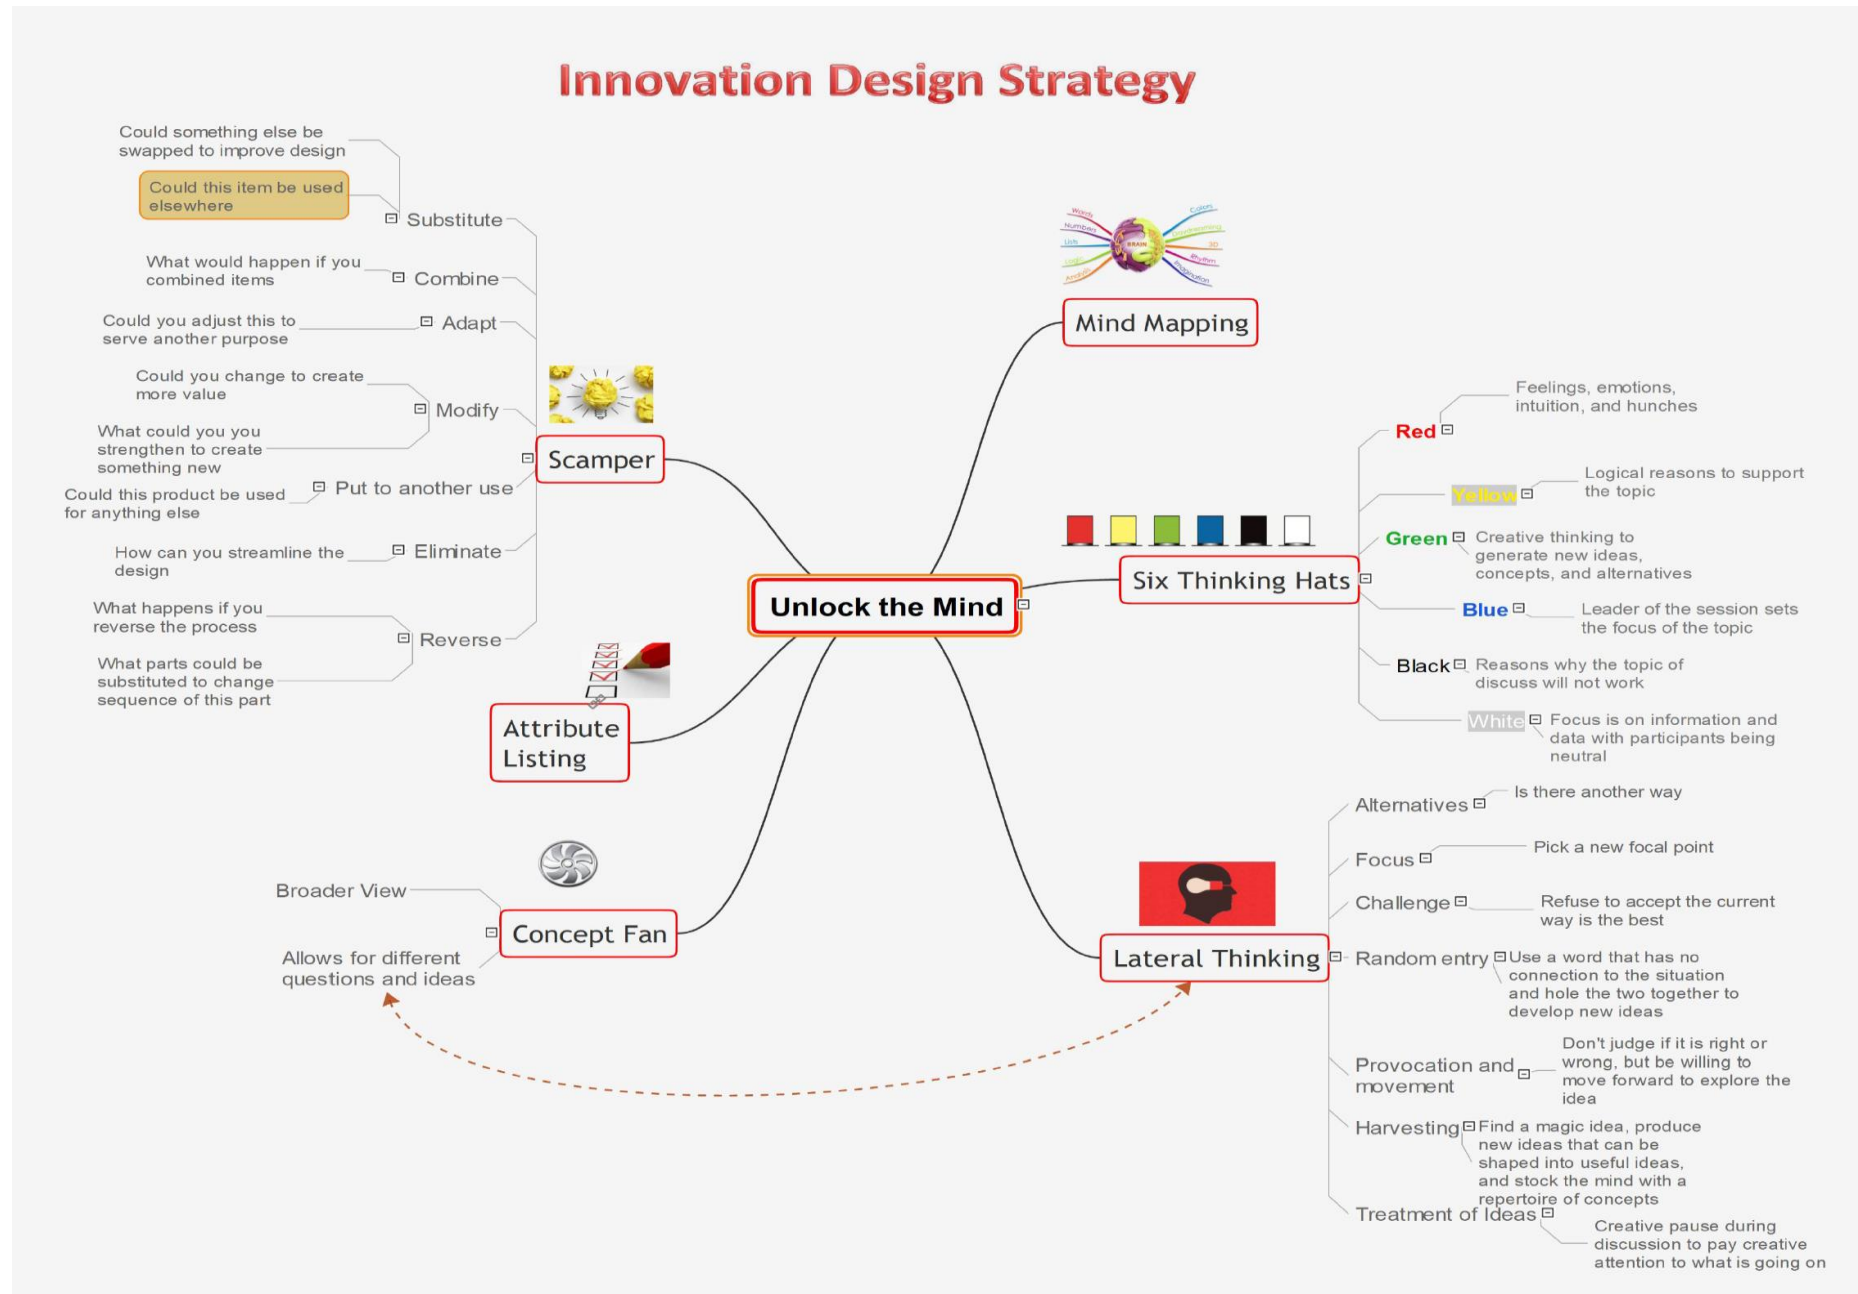 Innovation Design Strategy
Could something else be
swapped to improve design
Could this item be used
elsewhere
Substitute
What would happen if you
combined items
Combine
Could you adjust this to
serve another purpose
Adapt
Could you change to create
more value
Modify
What could you you
strengthen to create
something new
Could this product be used
for anything else
Put to another use
How can you streamline the
design
Eliminate
What happens if you
reverse the process
Reverse
What parts could be
substituted to change
sequence of this part
Scamper
Attribute
Listing
Broader View
Allows for different
questions and ideas
Concept Fan
Unlock the Mind
Words
Numbers
Lists
Logic
Analysis
BRAIN
Colors
Daydreaming
3D
Rhythm
Imagination
Mind Mapping
Six Thinking Hats
Red
Feelings, emotions,
intuition, and hunches
Yellow
Logical reasons to support
the topic
Green
Creative thinking to
generate new ideas,
concepts, and alternatives
Blue
Leader of the session sets
the focus of the topic
Black
Reasons why the topic of
discuss will not work
White
Focus is on information and
data with participants being
neutral
Lateral Thinking
Alternatives
Is there another way
Focus
Pick a new focal point
Challenge
Refuse to accept the current
way is the best
Random entry
Use a word that has no
connection to the situation
and hole the two together to
develop new ideas
Provocation and
movement
Don't judge if it is right or
wrong, but be willing to
move forward to explore the
idea
Harvesting
Find a magic idea, produce
new ideas that can be
shaped into useful ideas,
and stock the mind with a
repertoire of concepts
Treatment of Ideas
Creative pause during
discussion to pay creative
attention to what is going on